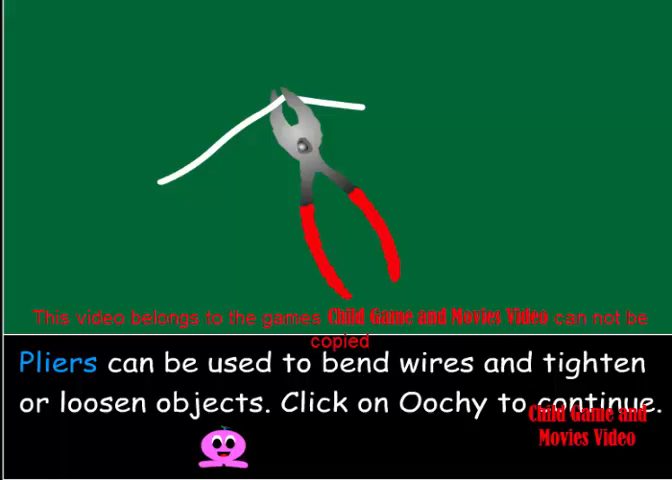 This video belongs to the games Child Game and Movies Video can not be
copied
Pliers can be used to bend wires and tighten
or loosen objects. Click on Oochy to continue.
Child Game and
Movies Video